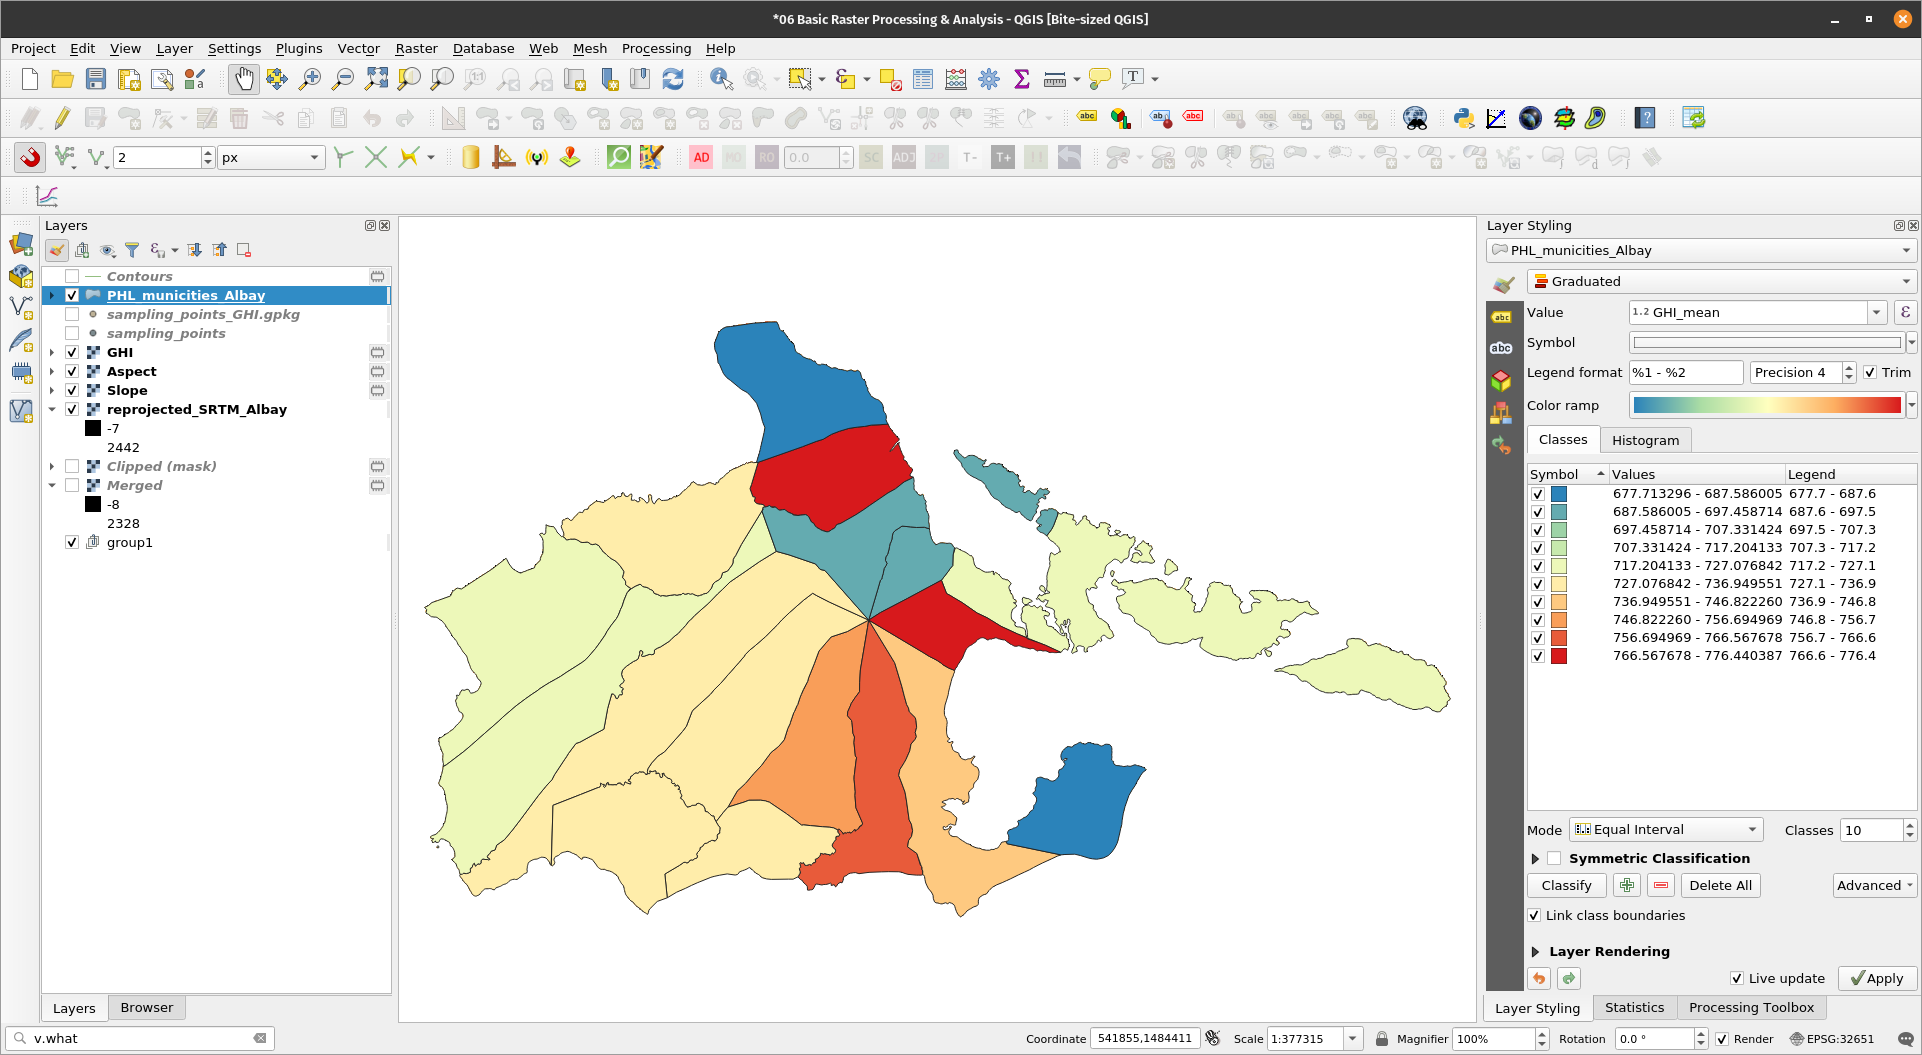 *06 Basic Raster Processing & Analysis - QGIS [Bite-sized QGIS]
Project Edit View Layer Settings Plugins Vector Raster Database Web Mesh Processing Help
1:1
T
abc abc abc
2 px AD MO RO 0.0 SC ADJ T- T+
Layers
Contours
PHL_municities_Albay
sampling_points_GHI.gpkg
sampling_points
GHI
Aspect
Slope
reprojected_SRTM_Albay
-7
2442
Clipped (mask)
Merged
-8
2328
group1
Layers Browser
Layer Styling
PHL_municities_Albay
Graduated
abc
abc
Value 1.2 GHI_mean ε
Symbol
Legend format %1 - %2 Precision 4 Trim
Color ramp
Classes Histogram
Symbol Values Legend
677.713296 - 687.586005 677.7 - 687.6
687.586005 - 697.458714 687.6 - 697.5
697.458714 - 707.331424 697.5 - 707.3
707.331424 - 717.204133 707.3 - 717.2
717.204133 - 727.076842 717.2 - 727.1
727.076842 - 736.949551 727.1 - 736.9
736.949551 - 746.822260 736.9 - 746.8
746.822260 - 756.694969 746.8 - 756.7
756.694969 - 766.567678 756.7 - 766.6
766.567678 - 776.440387 766.6 - 776.4
Mode Equal Interval Classes 10
Symmetric Classification
Classify Delete All Advanced
Link class boundaries
Layer Rendering
Live update Apply
Layer Styling Statistics Processing Toolbox
v.what Coordinate 541855,1484411 Scale 1:377315 Magnifier 100% Rotation 0.0 ° Render EPSG:32651